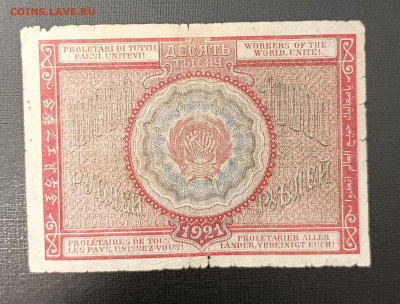 COINS.LAVE.RU
PROLETARI DI TUTTI I
PAESI, UNITEVI!
ДЕСЯТЬ
ТЫСЯЧ
WORKERS OF THE
WORLD, UNITE!
10000
10000
РУБЛЕЙ
РУБЛЕЙ
1921
PROLÉTAIRES DE TOUS
LES PAYS, UNISSEZ-VOUS!
PROLETARIER ALLER
LÄNDER, VEREINIGT EUCH!